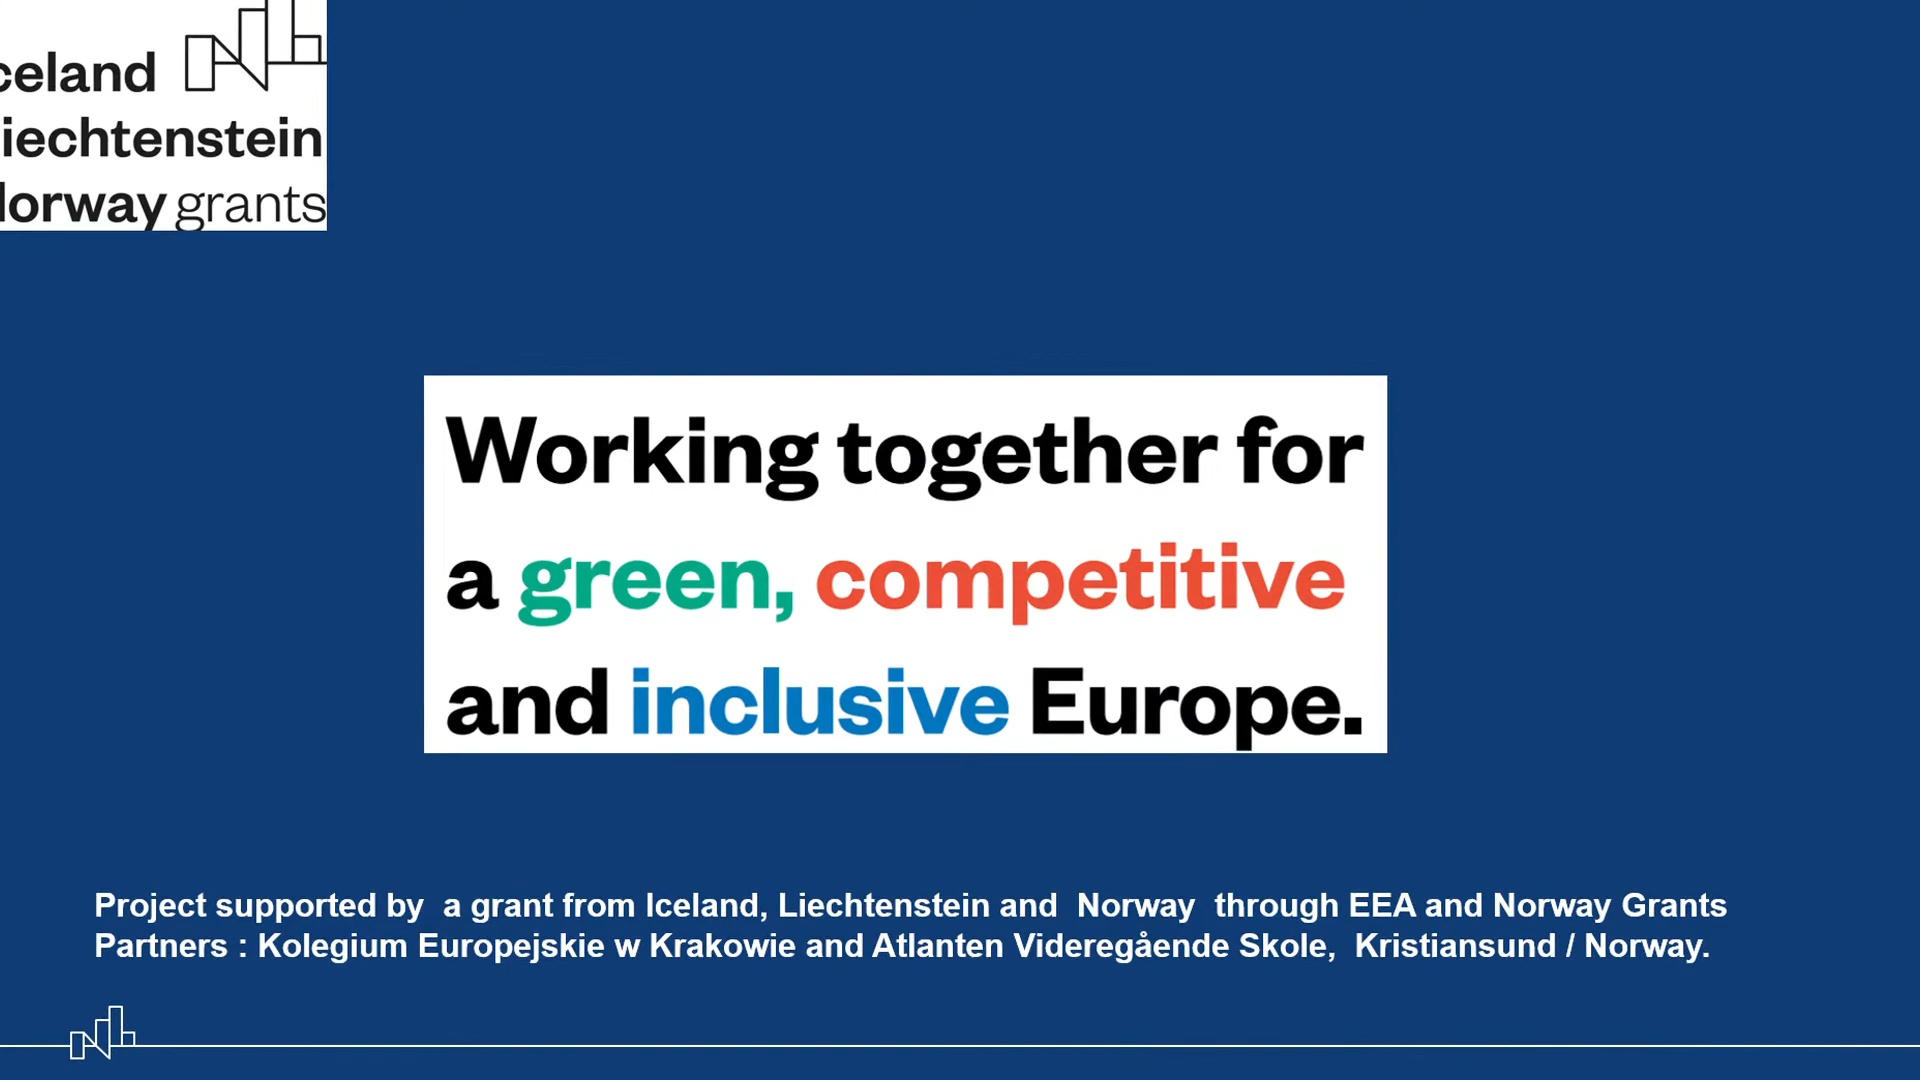 celand
iechtenstein
lorway grants
Working together for
a green, competitive
and inclusive Europe.
Project supported by  a grant from Iceland, Liechtenstein and  Norway  through EEA and Norway Grants
Partners : Kolegium Europejskie w Krakowie and Atlanten Videregående Skole,  Kristiansund / Norway.